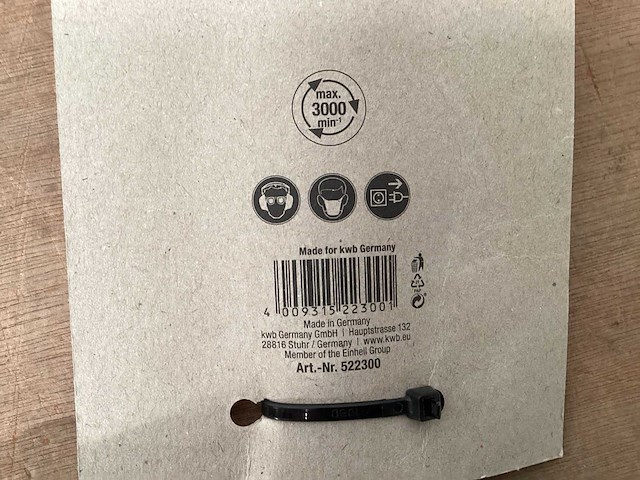 max.
3000
min-1
Made for kwb Germany
4 009315 223001
Made in Germany
kwb Germany GmbH | Hauptstrasse 132
28816 Stuhr / Germany | www.kwb.eu
Member of the Einhell Group
Art.-Nr. 522300